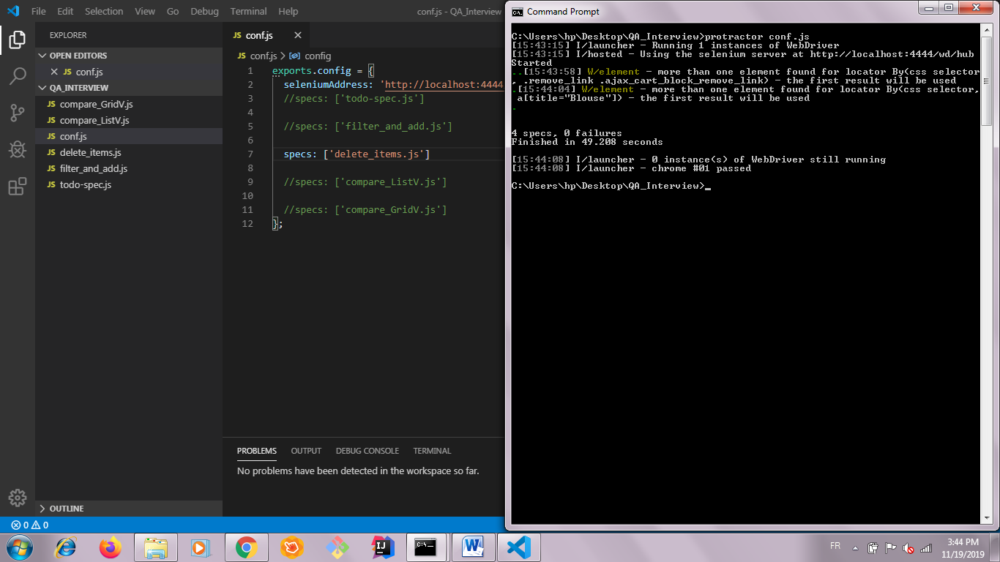 File Edit Selection View Go Debug Terminal Help conf.js - QA_Interview
EXPLORER
OPEN EDITORS
JS conf.js
QA_INTERVIEW
JS compare_GridV.js
JS compare_ListV.js
JS conf.js
JS delete_items.js
JS filter_and_add.js
JS todo-spec.js
OUTLINE
JS conf.js
JS conf.js > config
1 exports.config = {
2 seleniumAddress: 'http://localhost:4444
3 //specs: ['todo-spec.js']
4
5 //specs: ['filter_and_add.js']
6
7 specs: ['delete_items.js']
8
9 //specs: ['compare_ListV.js']
10
11 //specs: ['compare_GridV.js']
12 };
PROBLEMS OUTPUT DEBUG CONSOLE TERMINAL
No problems have been detected in the workspace so far.
0 0
Command Prompt
C:\Users\hp\Desktop\QA_Interview>protractor conf.js
[15:43:15] I/launcher - Running 1 instances of WebDriver
[15:43:15] I/hosted - Using the selenium server at http://localhost:4444/wd/hub
Started
..[15:43:58] W/element - more than one element found for locator By(css selector
, .remove_link .ajax_cart_block_remove_link) - the first result will be used
.[15:44:04] W/element - more than one element found for locator By(css selector,
a[title="Blouse"]) - the first result will be used
.
4 specs, 0 failures
Finished in 49.208 seconds
[15:44:08] I/launcher - 0 instance(s) of WebDriver still running
[15:44:08] I/launcher - chrome #01 passed
C:\Users\hp\Desktop\QA_Interview>_
FR
3:44 PM
11/19/2019